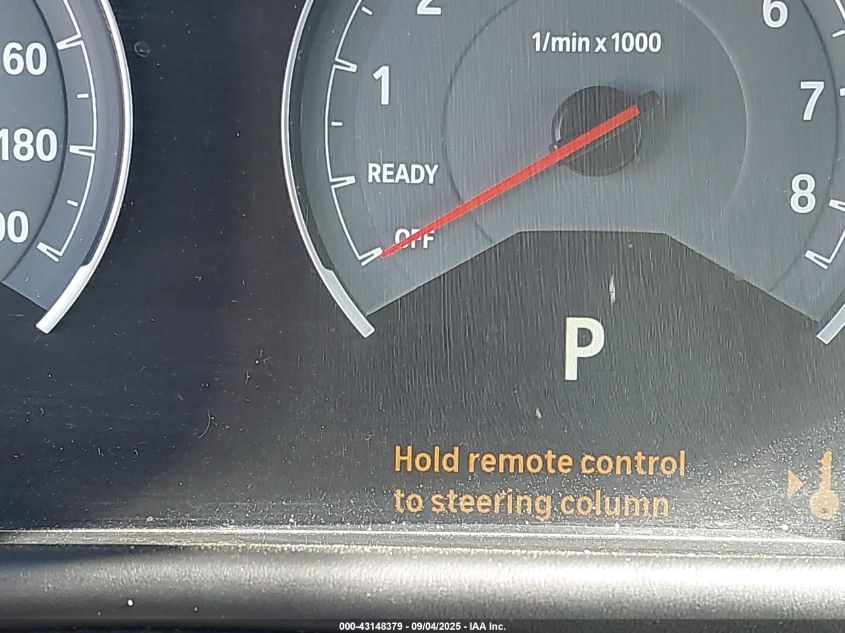 60
180
00
2
1
READY
OFF
1/min x 1000
6
7
8
P
Hold remote control
to steering column
000-43148379 - 09/04/2025 - IAA Inc.